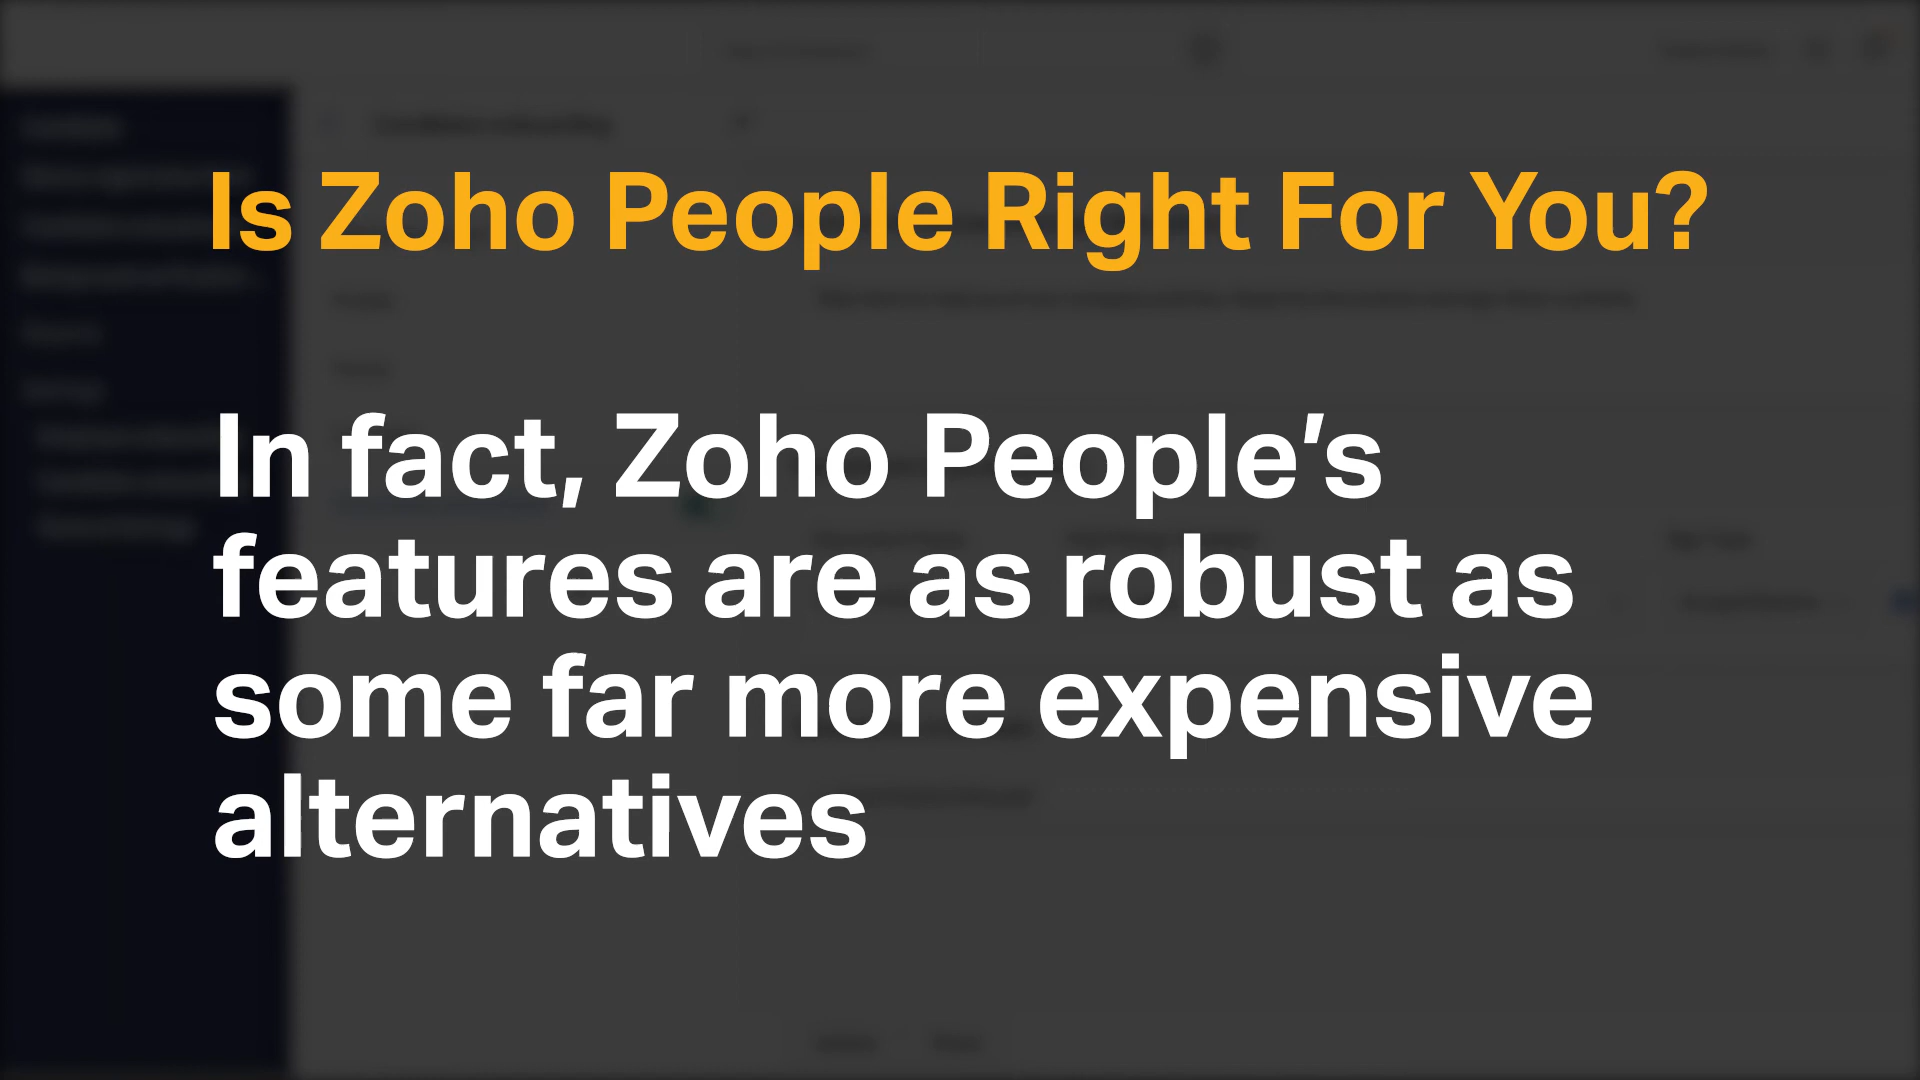 Is Zoho People Right For You?
In fact, Zoho People’s
features are as robust as
some far more expensive
alternatives